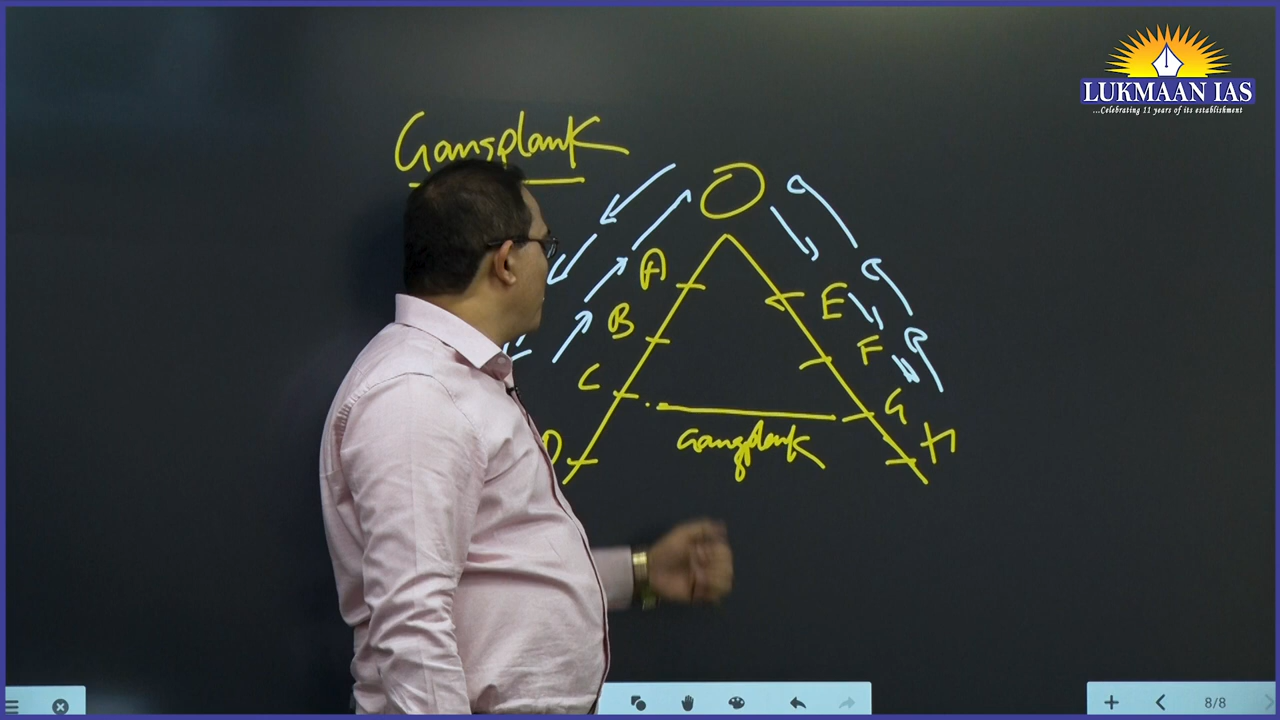 LUKMAAN IAS
...Celebrating 11 years of its establishment
Gangplank
A
E
B
F
C
G
gangplank
D
H
8/8